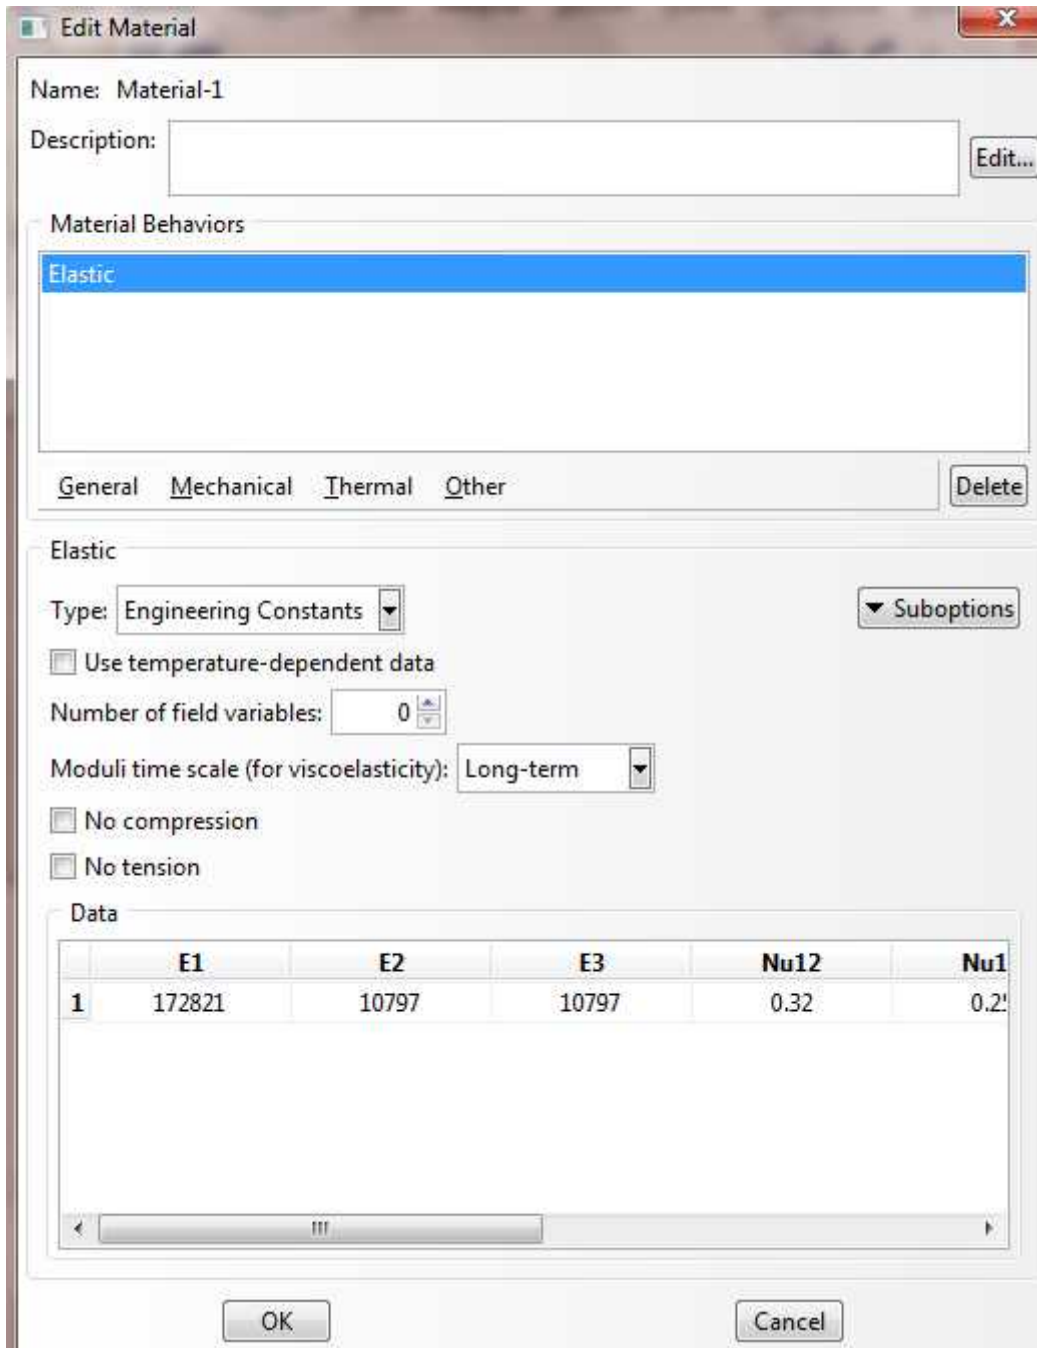 Edit Material
Name: Material-1
Description:
Edit...
Material Behaviors
Elastic
General Mechanical Thermal Other
Delete
Elastic
Type: Engineering Constants
Suboptions
Use temperature-dependent data
Number of field variables: 0
Moduli time scale (for viscoelasticity): Long-term
No compression
No tension
Data
E1 E2 E3 Nu12 Nu1
1 172821 10797 10797 0.32
OK Cancel